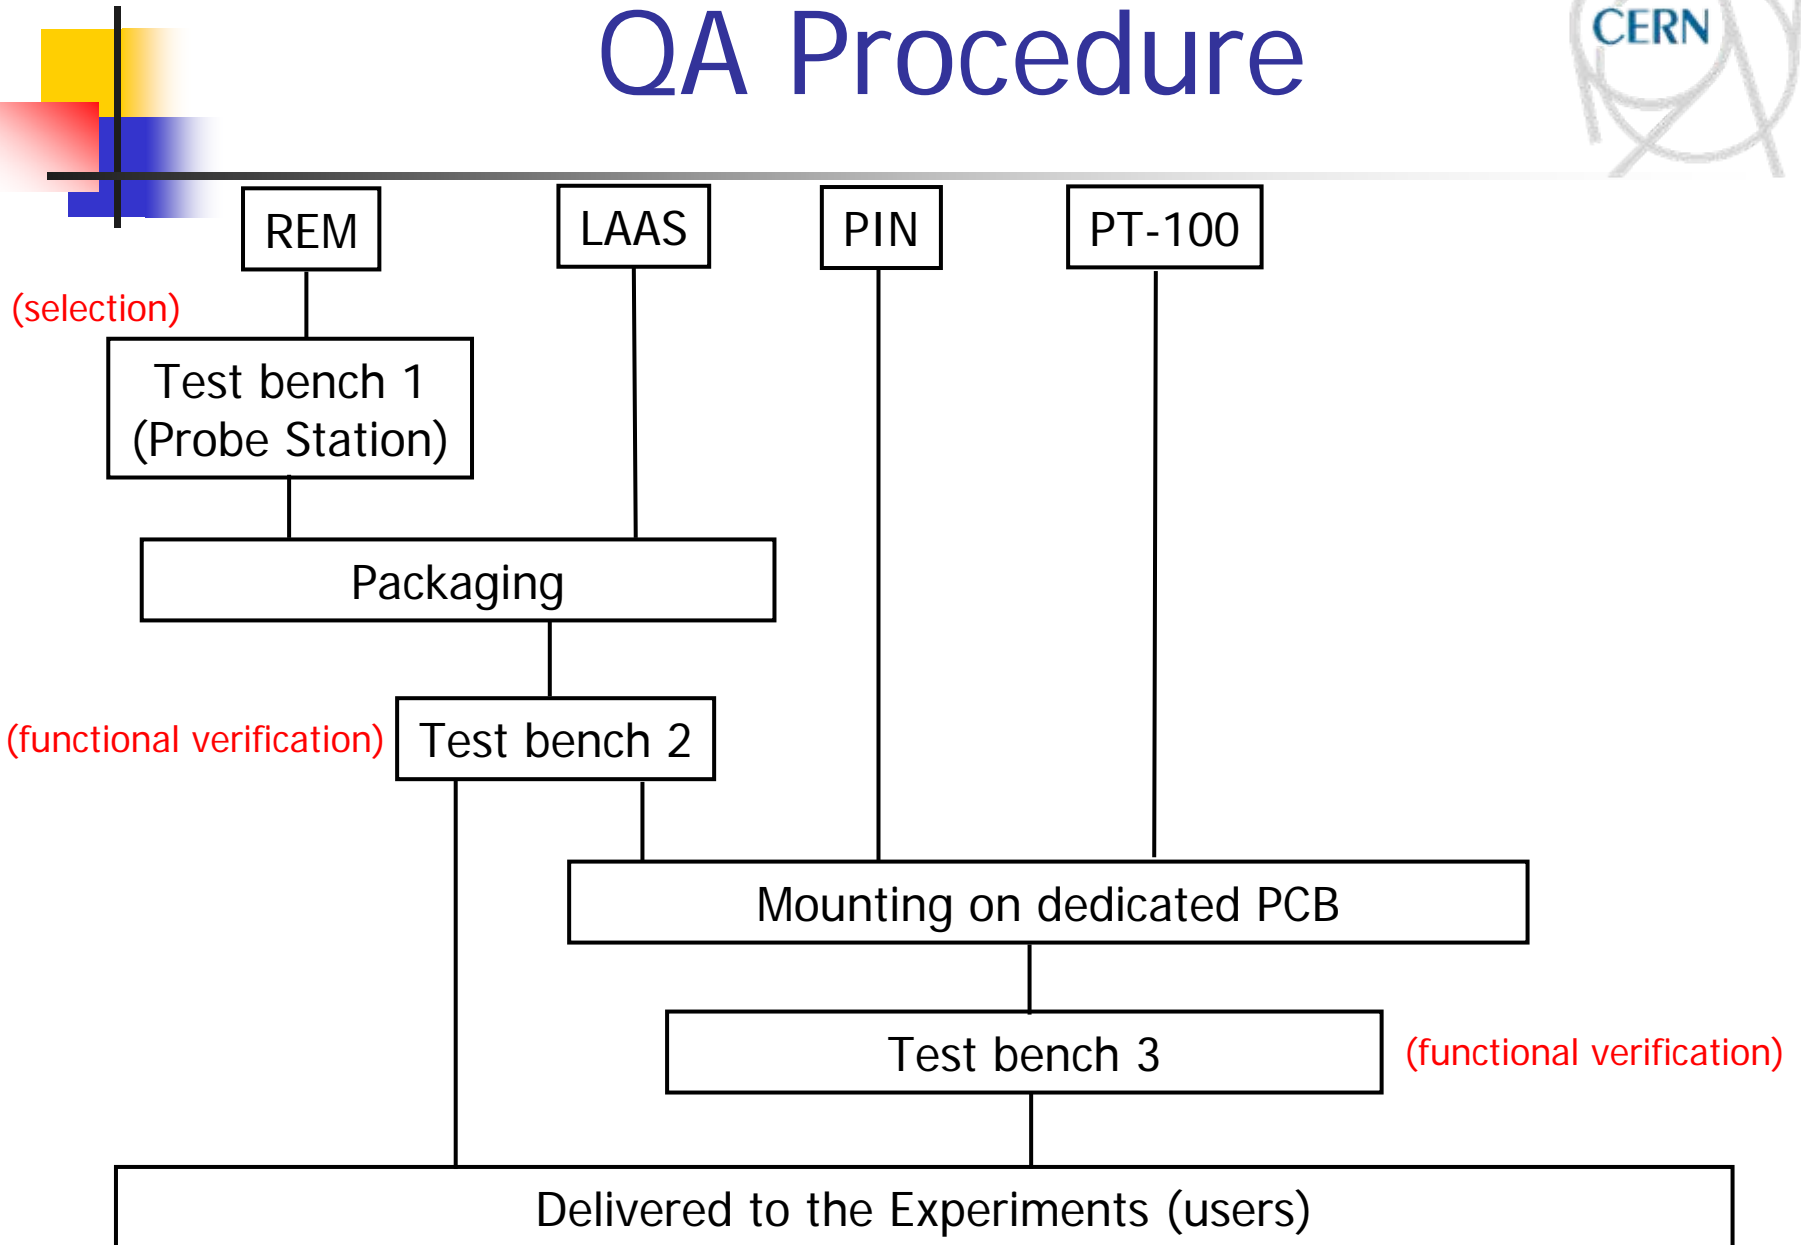 QA Procedure
CERN
REM
LAAS
PIN
PT-100
(selection)
Test bench 1
(Probe Station)
Packaging
(functional verification)
Test bench 2
Mounting on dedicated PCB
Test bench 3
(functional verification)
Delivered to the Experiments (users)